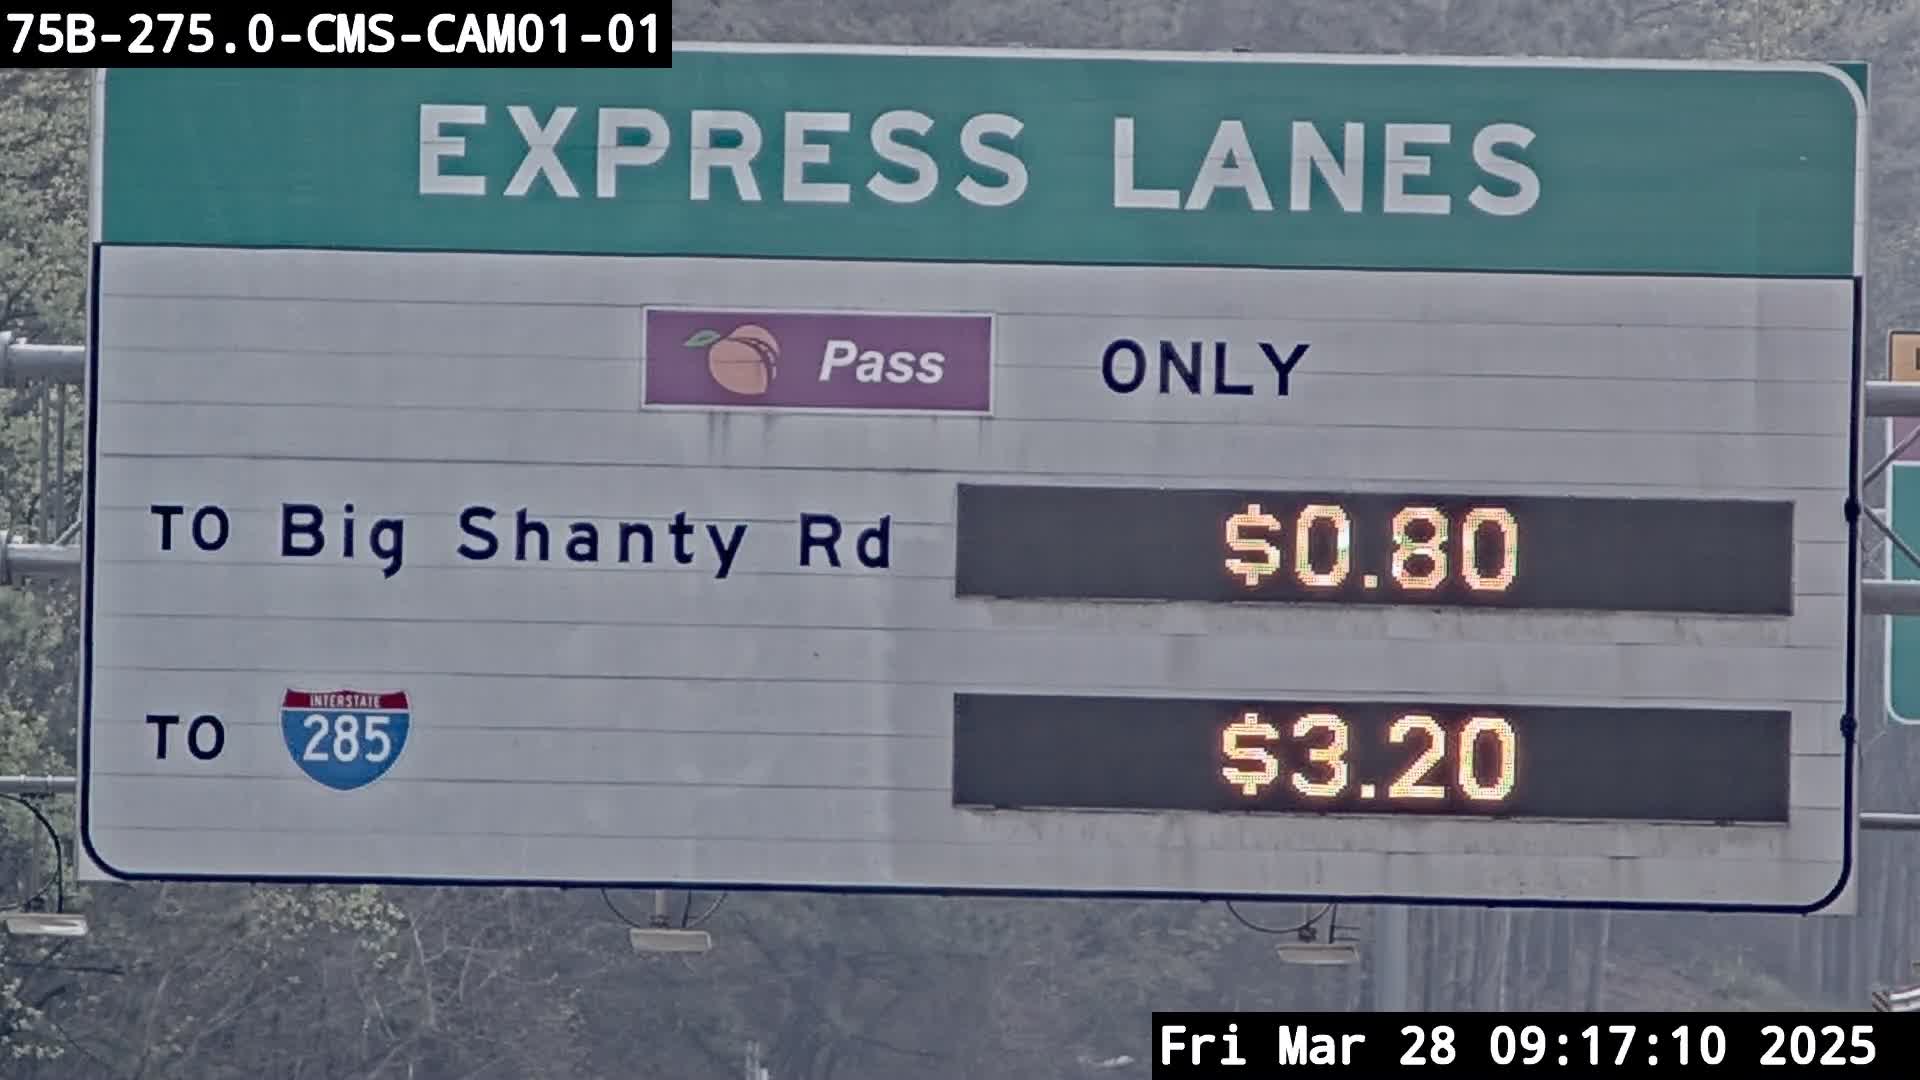 75B-275.0-CMS-CAM01-01
EXPRESS LANES
Pass ONLY
TO Big Shanty Rd $0.80
TO INTERSTATE 285 $3.20
Fri Mar 28 09:17:10 2025